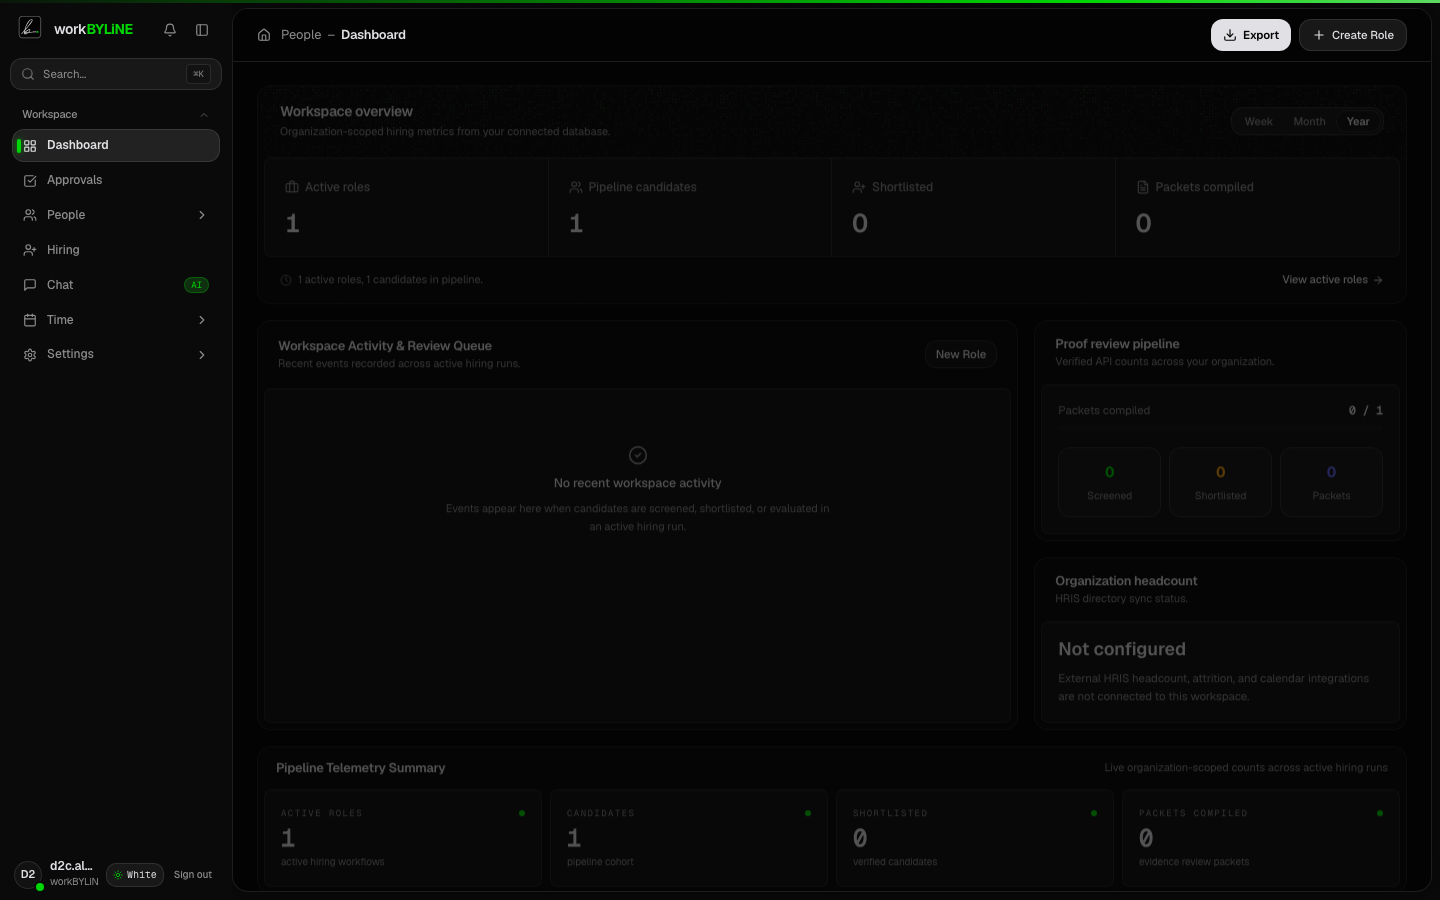 workBYLiNE
Search...
⌘K
Workspace
Dashboard
Approvals
People
Hiring
Chat
AI
Time
Settings
D2
d2c.al...
workBYLIN
White
Sign out
People – Dashboard
Export
Create Role
Workspace overview
Organization-scoped hiring metrics from your connected database.
Week
Month
Year
Active roles
1
Pipeline candidates
1
Shortlisted
0
Packets compiled
0
1 active roles, 1 candidates in pipeline.
View active roles →
Workspace Activity & Review Queue
Recent events recorded across active hiring runs.
New Role
No recent workspace activity
Events appear here when candidates are screened, shortlisted, or evaluated in
an active hiring run.
Proof review pipeline
Verified API counts across your organization.
Packets compiled
0 / 1
0
Screened
0
Shortlisted
0
Packets
Organization headcount
HRIS directory sync status.
Not configured
External HRIS headcount, attrition, and calendar integrations
are not connected to this workspace.
Pipeline Telemetry Summary
Live organization-scoped counts across active hiring runs
ACTIVE ROLES
1
active hiring workflows
CANDIDATES
1
pipeline cohort
SHORTLISTED
0
verified candidates
PACKETS COMPILED
0
evidence review packets